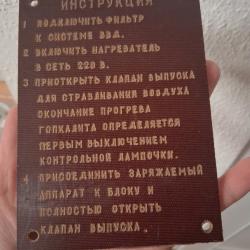 ИНСТРУКЦИЯ
1 ПОДКЛЮЧИТЬ ФИЛЬТР
К СИСТЕМЕ ВВД.
2 ВКЛЮЧИТЬ НАГРЕВАТЕЛЬ
В СЕТЬ 220 В.
3 ПРИОТКРЫТЬ КЛАПАН ВЫПУСКА
ДЛЯ СТРАВЛИВАНИЯ ВОЗДУХА
ОКОНЧАНИЕ ПРОГРЕВА
ГОПКАЛИТА ОПРЕДЕЛЯЕТСЯ
ПЕРВЫМ ВЫКЛЮЧЕНИЕМ
КОНТРОЛЬНОЙ ЛАМПОЧКИ.
4 ПРИСОЕДИНИТЬ ЗАРЯЖАЕМЫЙ
АППАРАТ К БЛОКУ И
ПОЛНОСТЬЮ ОТКРЫТЬ
КЛАПАН ВЫПУСКА.